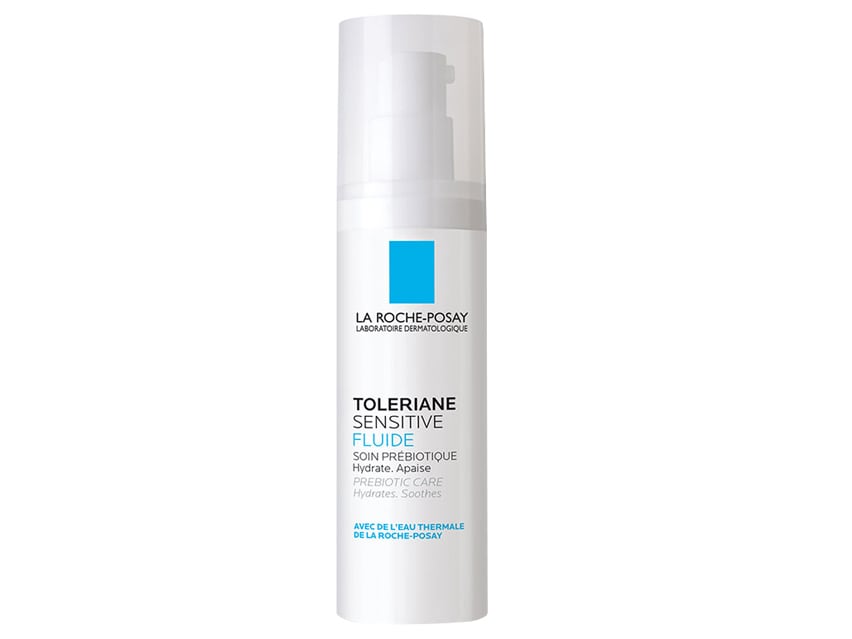 LA ROCHE-POSAY
LABORATOIRE DERMATOLOGIQUE
TOLERIANE
SENSITIVE
FLUIDE
SOIN PRÉBIOTIQUE
Hydrate. Apaise
PREBIOTIC CARE
Hydrates. Soothes
AVEC DE L'EAU THERMALE
DE LA ROCHE-POSAY